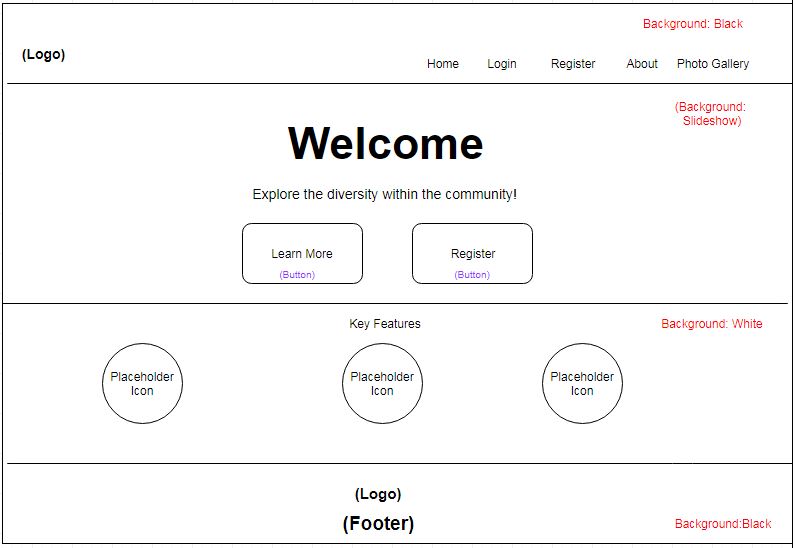 Background: Black
(Logo)
Home Login Register About Photo Gallery
(Background:
Slideshow)
Welcome
Explore the diversity within the community!
Learn More
(Button)
Register
(Button)
Key Features
Background: White
Placeholder
Icon
Placeholder
Icon
Placeholder
Icon
(Logo)
(Footer)
Background:Black